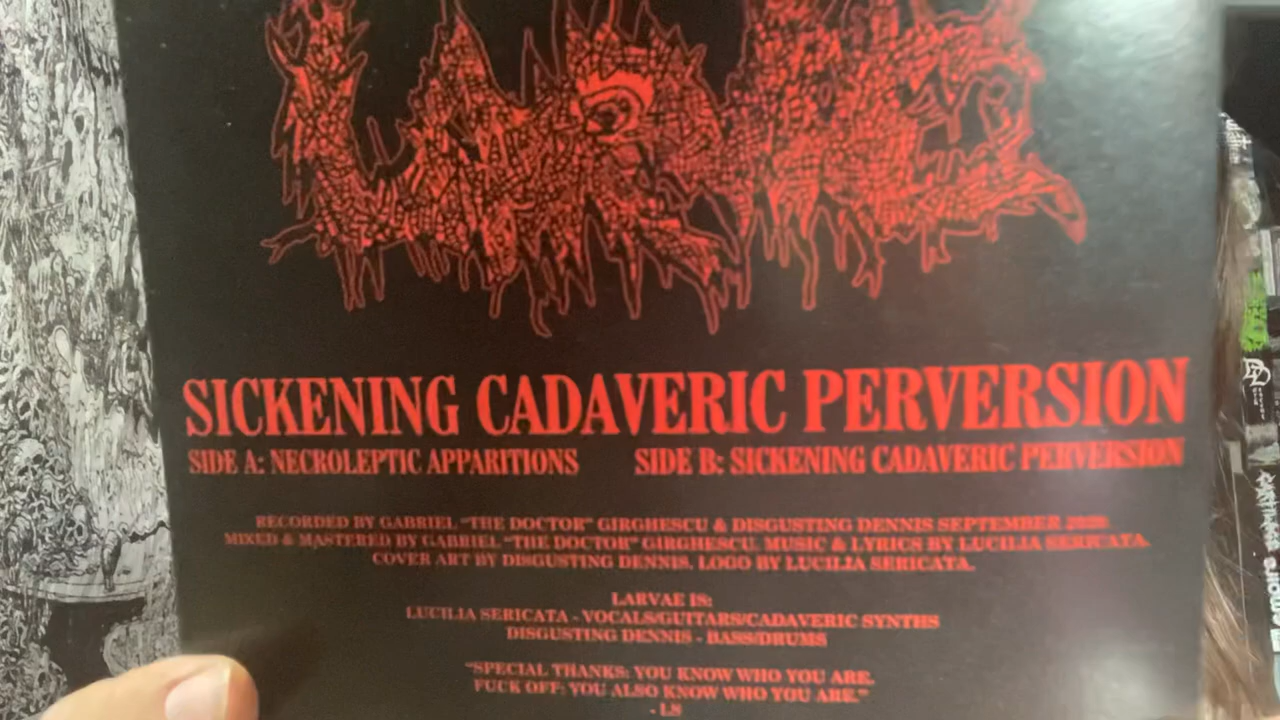 SICKENING CADAVERIC PERVERSION
SIDE A: NECROLEPTIC APPARITIONS SIDE B: SICKENING CADAVERIC PERVERSION
RECORDED BY GABRIEL "THE DOCTOR" GIRGHESCU & DISGUSTING DENNIS SEPTEMBER
MIXED & MASTERED BY GABRIEL "THE DOCTOR" GIRGHESCU. MUSIC & LYRICS BY LUCILIA SERICATA.
COVER ART BY DISGUSTING DENNIS. LOGO BY LUCILIA SERICATA.
LARVAE IS:
LUCILIA SERICATA - VOCALS/GUITARS/CADAVERIC SYNTHS
DISGUSTING DENNIS - BASS/DRUMS
"SPECIAL THANKS: YOU KNOW WHO YOU ARE.
FUCK OFF: YOU ALSO KNOW WHO YOU ARE."
- LS